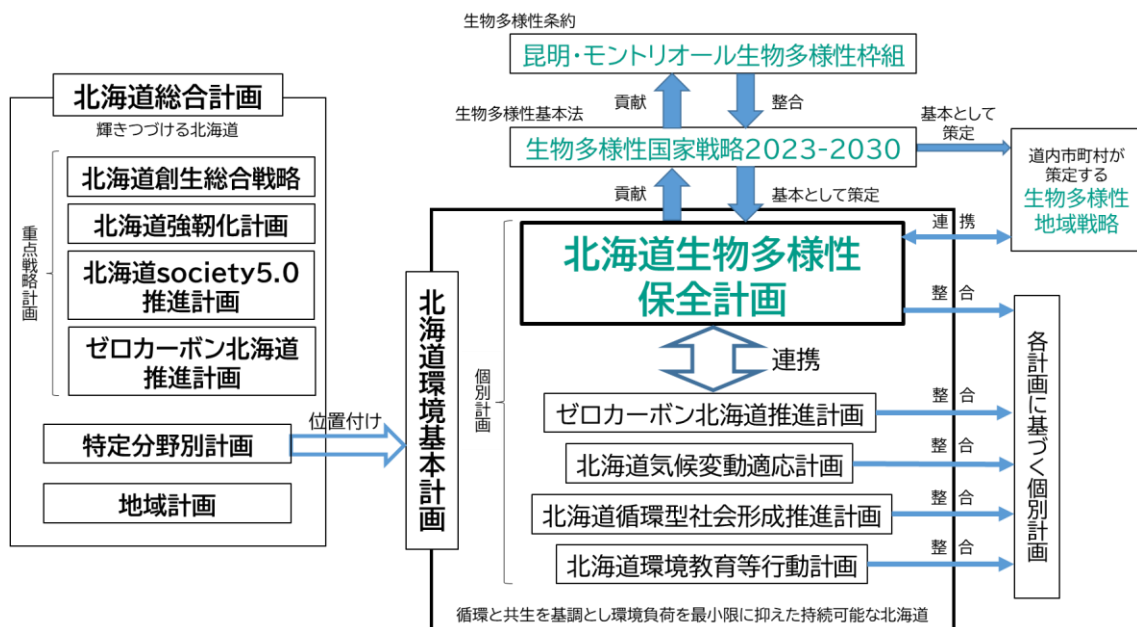 生物多様性条約
昆明・モントリオール生物多様性枠組
貢献
整合
生物多様性基本法
生物多様性国家戦略2023-2030
基本として
策定
道内市町村が
策定する
生物多様性
地域戦略
貢献
基本として策定
連携
北海道総合計画
輝きつづける北海道
重点戦略計画
北海道創生総合戦略
北海道強靭化計画
北海道society5.0
推進計画
ゼロカーボン北海道
推進計画
特定分野別計画
位置付け
地域計画
北海道環境基本計画
個別計画
北海道生物多様性
保全計画
整合
連携
ゼロカーボン北海道推進計画
整合
北海道気候変動適応計画
整合
北海道循環型社会形成推進計画
整合
北海道環境教育等行動計画
整合
各計画に基づく個別計画
循環と共生を基調とし環境負荷を最小限に抑えた持続可能な北海道